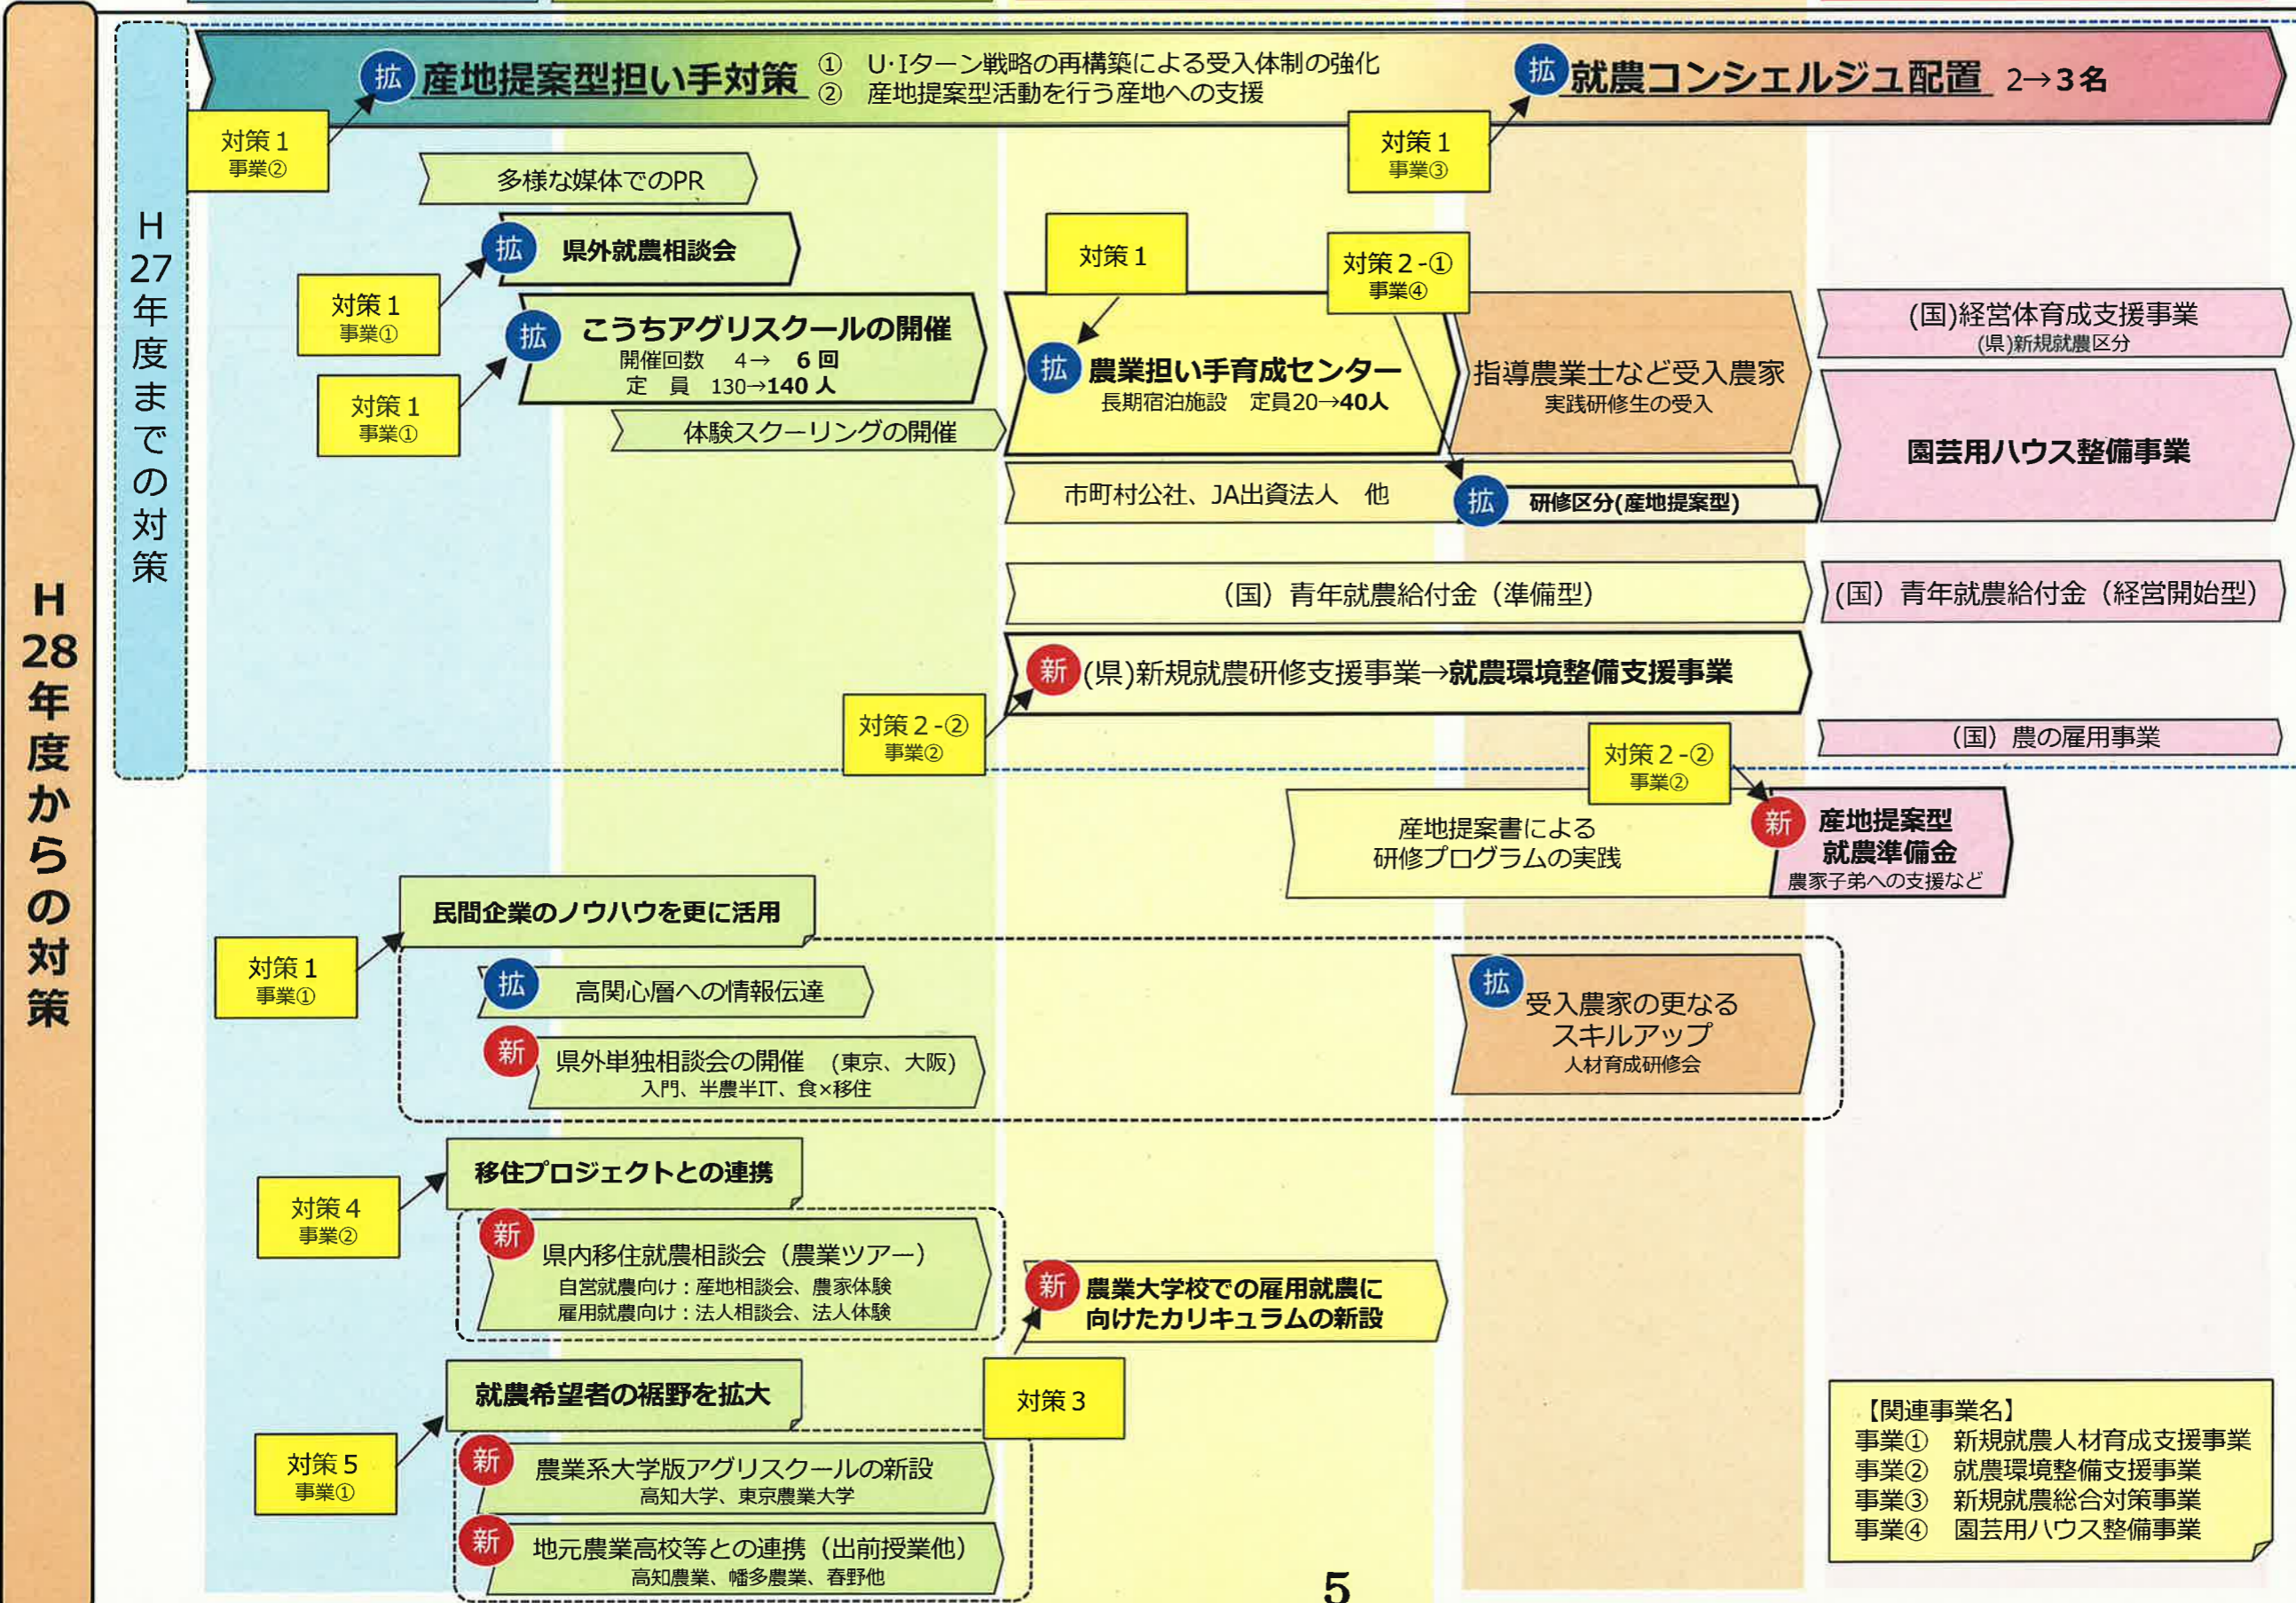 H28年度からの対策
H27年度までの対策
拡 産地提案型担い手対策
① U・Iターン戦略の再構築による受入体制の強化
② 産地提案型活動を行う産地への支援
拡 就農コンシェルジュ配置 2→3名
対策1
事業②
対策1
事業③
多様な媒体でのPR
拡 県外就農相談会
対策1
事業①
拡 こうちアグリスクールの開催
開催回数 4→ 6回
定 員 130→140人
対策1
事業①
体験スクーリングの開催
対策1
拡 農業担い手育成センター
長期宿泊施設 定員20→40人
対策2-①
事業④
指導農業士など受入農家
実践研修生の受入
(国)経営体育成支援事業
(県)新規就農区分
園芸用ハウス整備事業
市町村公社、JA出資法人 他
拡 研修区分(産地提案型)
(国)青年就農給付金(準備型)
(国)青年就農給付金(経営開始型)
新 (県)新規就農研修支援事業→就農環境整備支援事業
対策2-②
事業②
(国)農の雇用事業
対策2-②
事業②
産地提案書による
研修プログラムの実践
新 産地提案型
就農準備金
農家子弟への支援など
民間企業のノウハウを更に活用
対策1
事業①
拡 高関心層への情報伝達
新 県外単独相談会の開催 (東京、大阪)
入門、半農半IT、食×移住
拡 受入農家の更なる
スキルアップ
人材育成研修会
移住プロジェクトとの連携
対策4
事業②
新 県内移住就農相談会(農業ツアー)
自営就農向け:産地相談会、農家体験
雇用就農向け:法人相談会、法人体験
新 農業大学校での雇用就農に
向けたカリキュラムの新設
対策3
就農希望者の裾野を拡大
対策5
事業①
新 農業系大学版アグリスクールの新設
高知大学、東京農業大学
新 地元農業高校等との連携(出前授業他)
高知農業、幡多農業、春野他
【関連事業名】
事業① 新規就農人材育成支援事業
事業② 就農環境整備支援事業
事業③ 新規就農総合対策事業
事業④ 園芸用ハウス整備事業
5